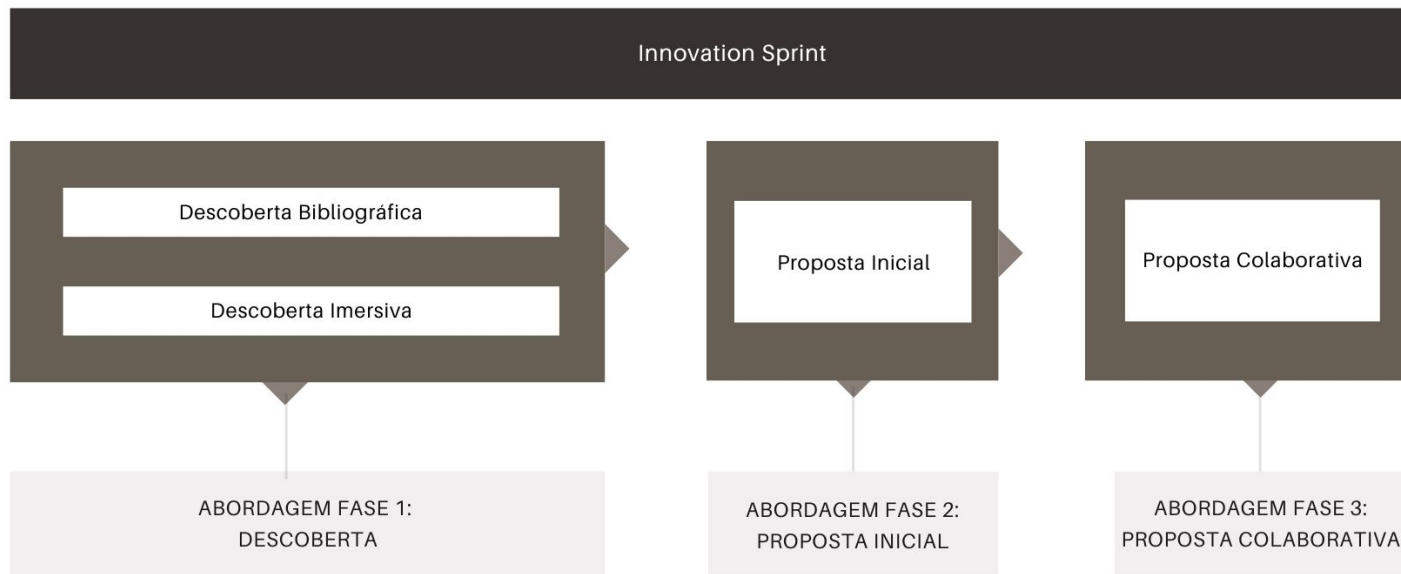 Innovation Sprint
Descoberta Bibliográfica
Descoberta Imersiva
Proposta Inicial
Proposta Colaborativa
ABORDAGEM FASE 1:
DESCOBERTA
ABORDAGEM FASE 2:
PROPOSTA INICIAL
ABORDAGEM FASE 3:
PROPOSTA COLABORATIVA